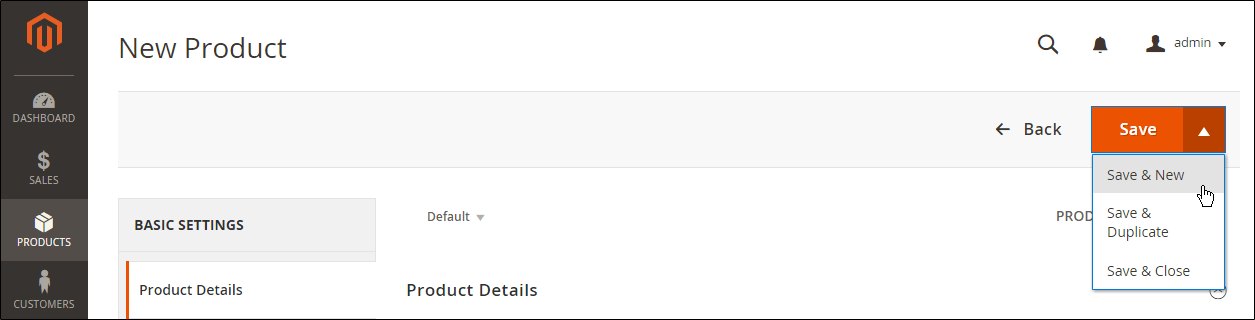 New Product
admin
DASHBOARD
SALES
PRODUCTS
CUSTOMERS
Back
Save
Save & New
Save &
Duplicate
Save & Close
BASIC SETTINGS
Product Details
Default
PROD
Product Details